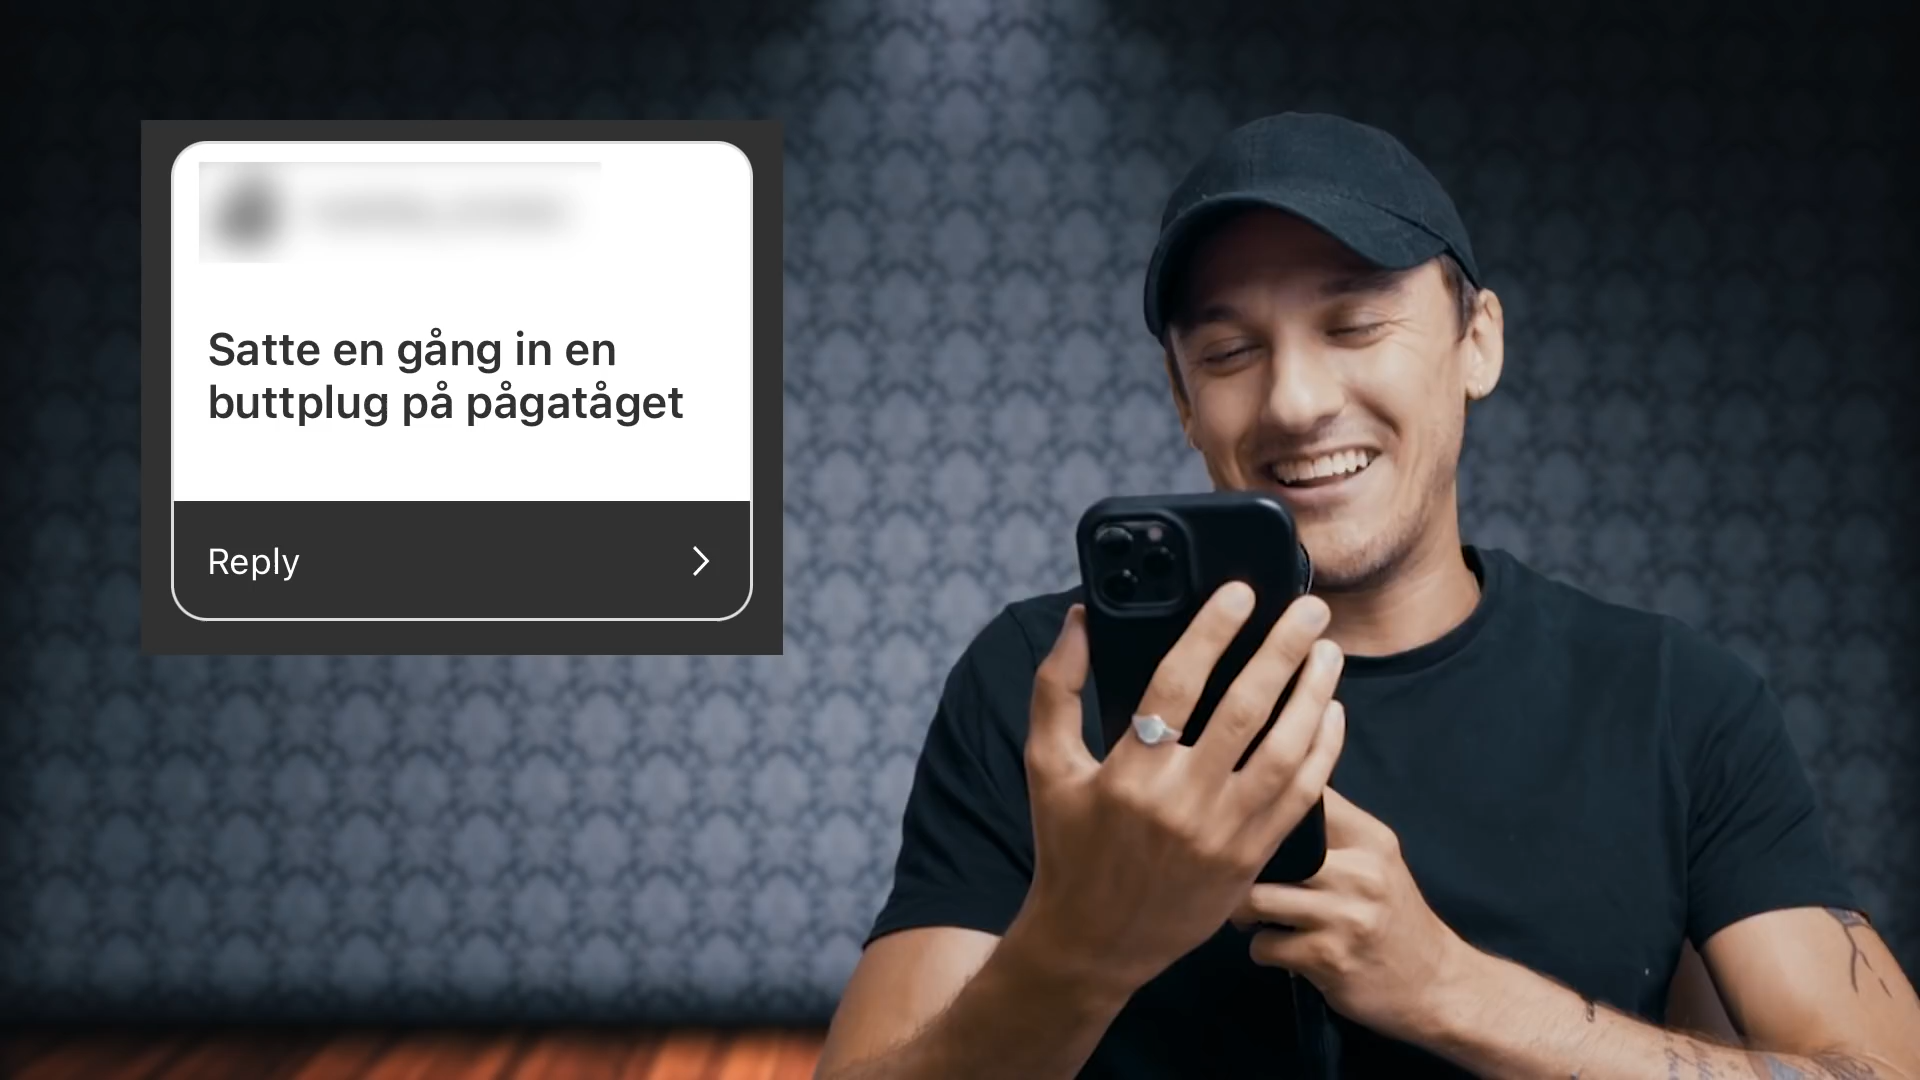 Satte en gång in en
buttplug på pågatåget
Reply